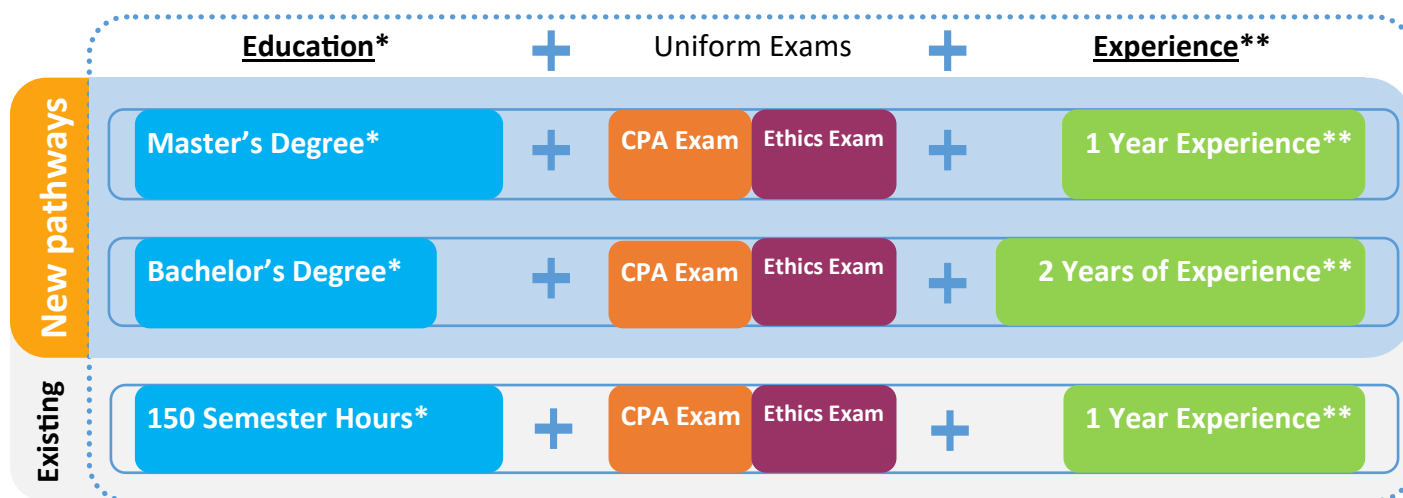 Education* + Uniform Exams + Experience**
New pathways
Master's Degree* + CPA Exam Ethics Exam + 1 Year Experience**
Bachelor's Degree* + CPA Exam Ethics Exam + 2 Years of Experience**
Existing
150 Semester Hours* + CPA Exam Ethics Exam + 1 Year Experience**